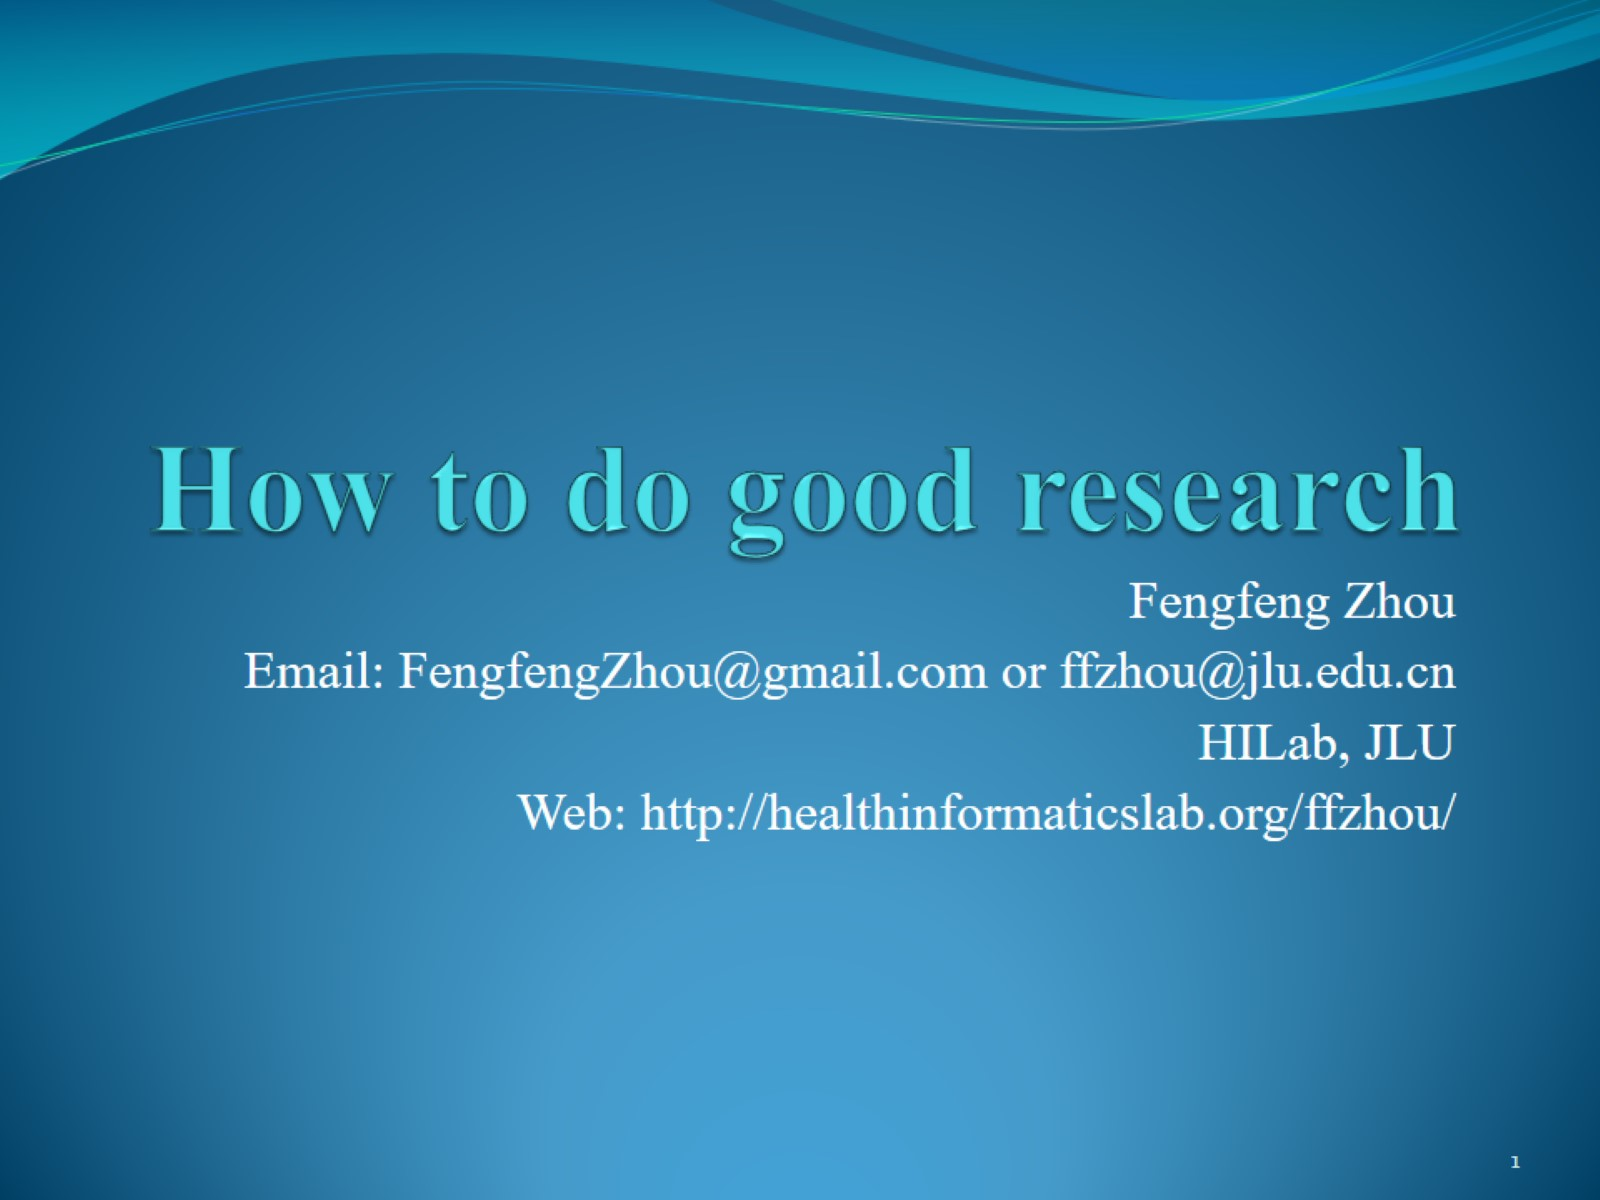 How to do good research
Fengfeng Zhou
Email: FengfengZhou@gmail.com or ffzhou@jlu.edu.cn
HILab, JLU
Web: http://healthinformaticslab.org/ffzhou/
1